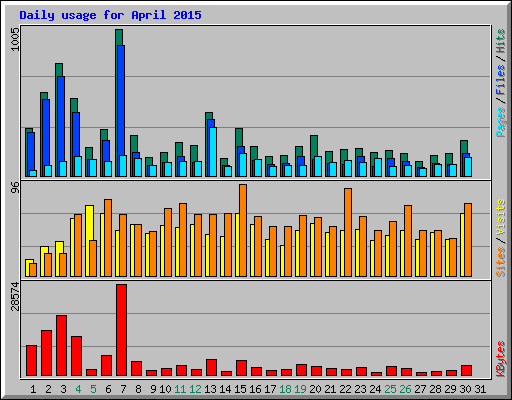 Daily usage for April 2015
1005
Pages / Files / Hits
96
Sites / Visits
28574
KBytes
1 2 3 4 5 6 7 8 9 10 11 12 13 14 15 16 17 18 19 20 21 22 23 24 25 26 27 28 29 30 31